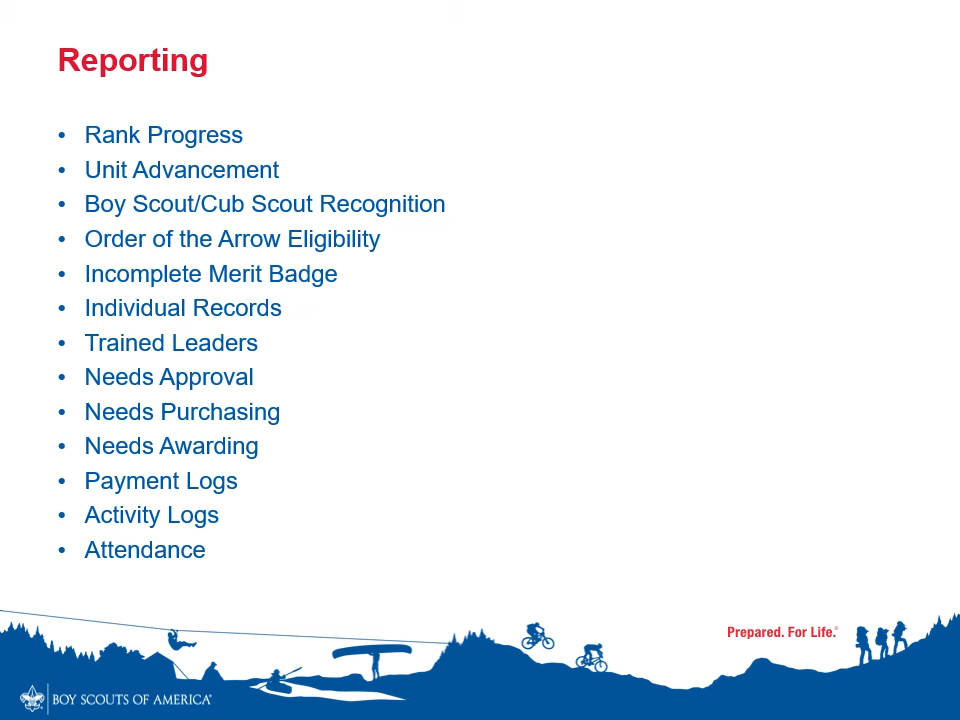 Reporting
• Rank Progress
• Unit Advancement
• Boy Scout/Cub Scout Recognition
• Order of the Arrow Eligibility
• Incomplete Merit Badge
• Individual Records
• Trained Leaders
• Needs Approval
• Needs Purchasing
• Needs Awarding
• Payment Logs
• Activity Logs
• Attendance
Prepared. For Life.®
BOY SCOUTS OF AMERICA®